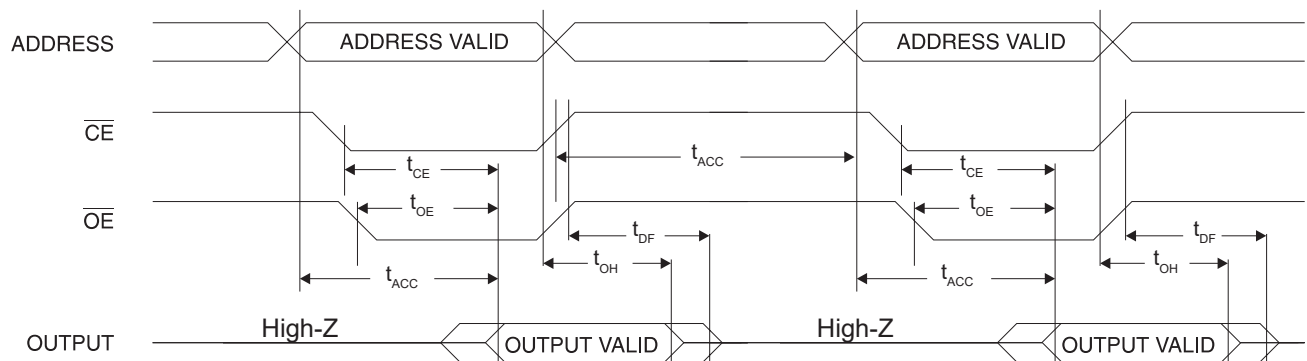 ADDRESS ADDRESS VALID ADDRESS VALID
CE
tACC
tCE tCE
OE tOE tOE
tDF tDF
tOH tOH
tACC tACC
High-Z High-Z
OUTPUT OUTPUT VALID OUTPUT VALID